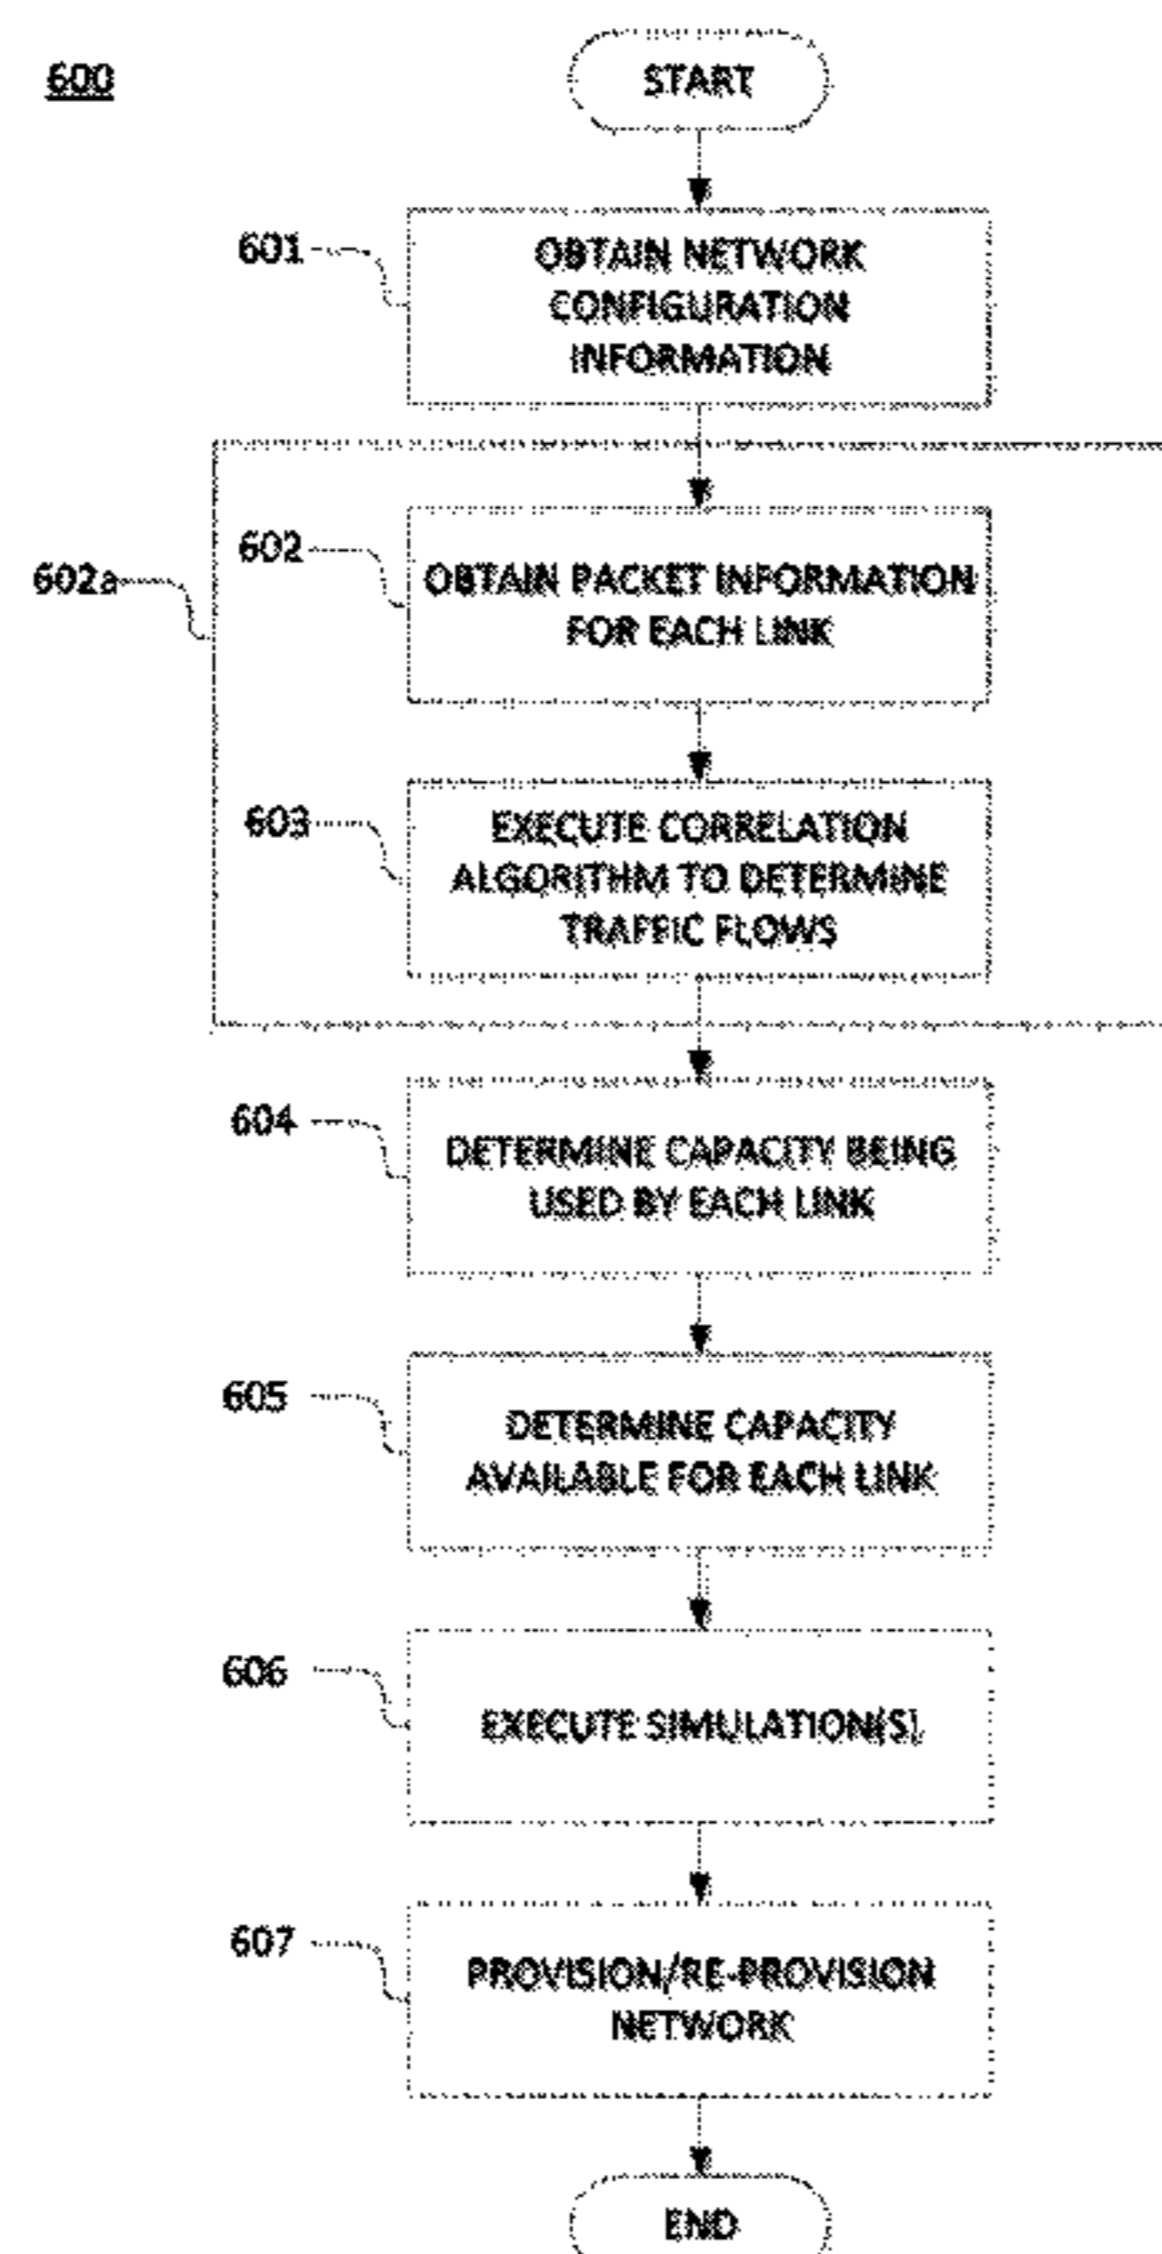 600
START
601
OBTAIN NETWORK
CONFIGURATION
INFORMATION
602
602a
OBTAIN PACKET INFORMATION
FOR EACH LINK
603
EXECUTE CORRELATION
ALGORITHM TO DETERMINE
TRAFFIC FLOWS
604
DETERMINE CAPACITY BEING
USED BY EACH LINK
605
DETERMINE CAPACITY
AVAILABLE FOR EACH LINK
606
EXECUTE SIMULATION(S)
607
PROVISION/RE-PROVISION
NETWORK
END